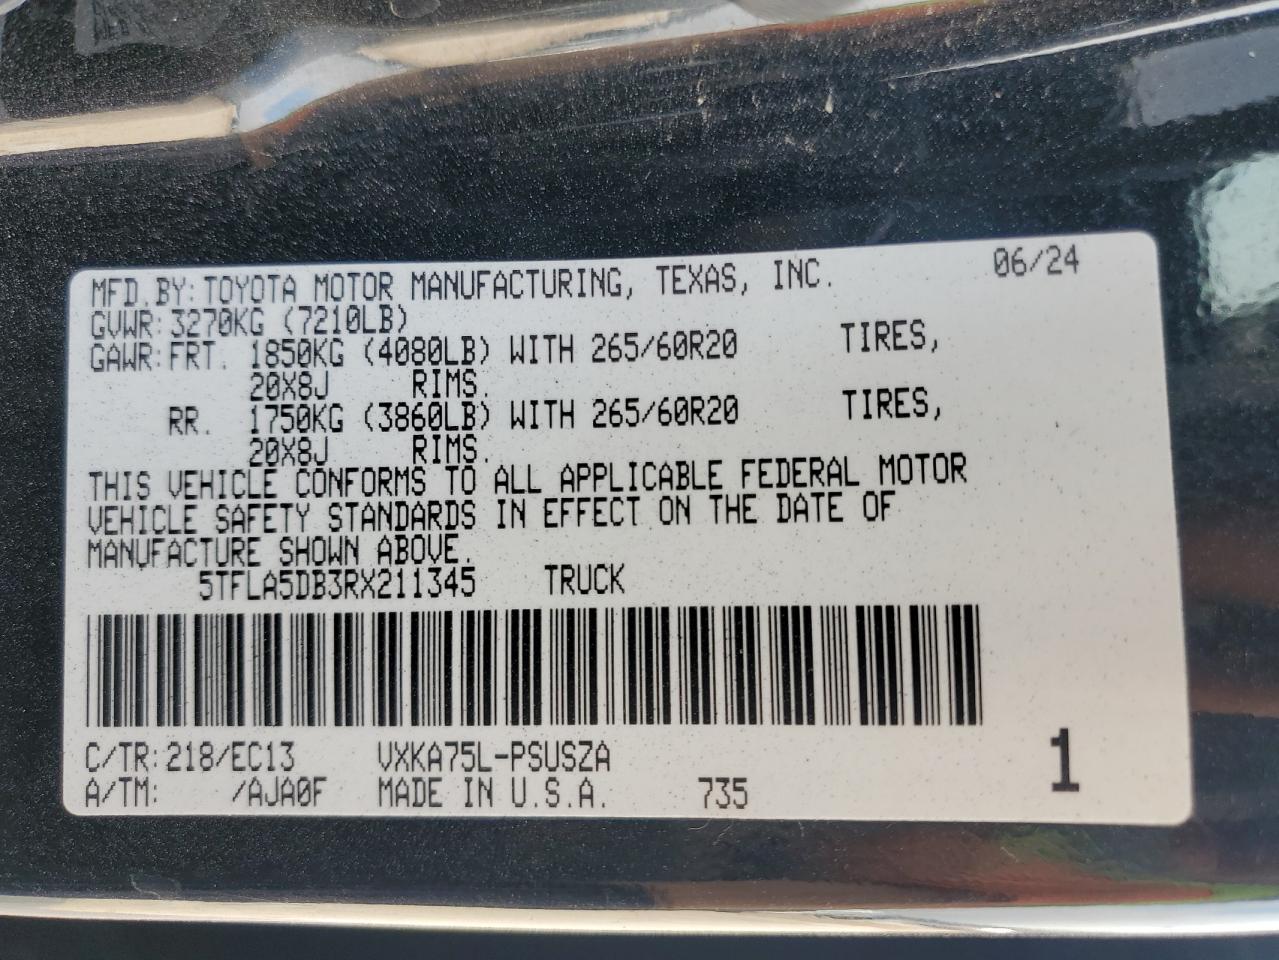 MFD.BY:TOYOTA MOTOR MANUFACTURING, TEXAS, INC. 06/24
GVWR:3270KG (7210LB)
GAWR:FRT. 1850KG (4080LB) WITH 265/60R20 TIRES,
20X8J RIMS.
RR. 1750KG (3860LB) WITH 265/60R20 TIRES,
20X8J RIMS.
THIS VEHICLE CONFORMS TO ALL APPLICABLE FEDERAL MOTOR
VEHICLE SAFETY STANDARDS IN EFFECT ON THE DATE OF
MANUFACTURE SHOWN ABOVE.
5TFLA5DB3RX211345 TRUCK
C/TR:218/EC13 VXKA75L-PSUSZA
A/TM: /AJA0F MADE IN U.S.A. 735
1